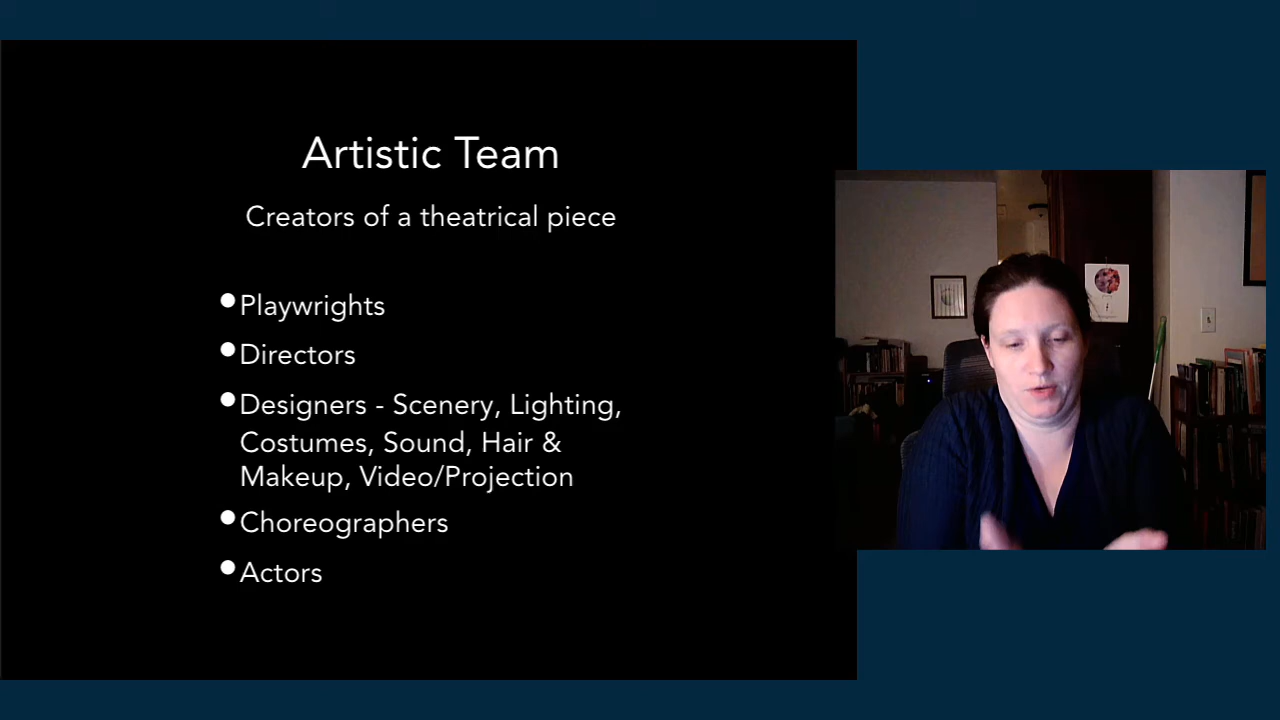 Artistic Team
Creators of a theatrical piece
•Playwrights
•Directors
•Designers - Scenery, Lighting,
Costumes, Sound, Hair &
Makeup, Video/Projection
•Choreographers
•Actors